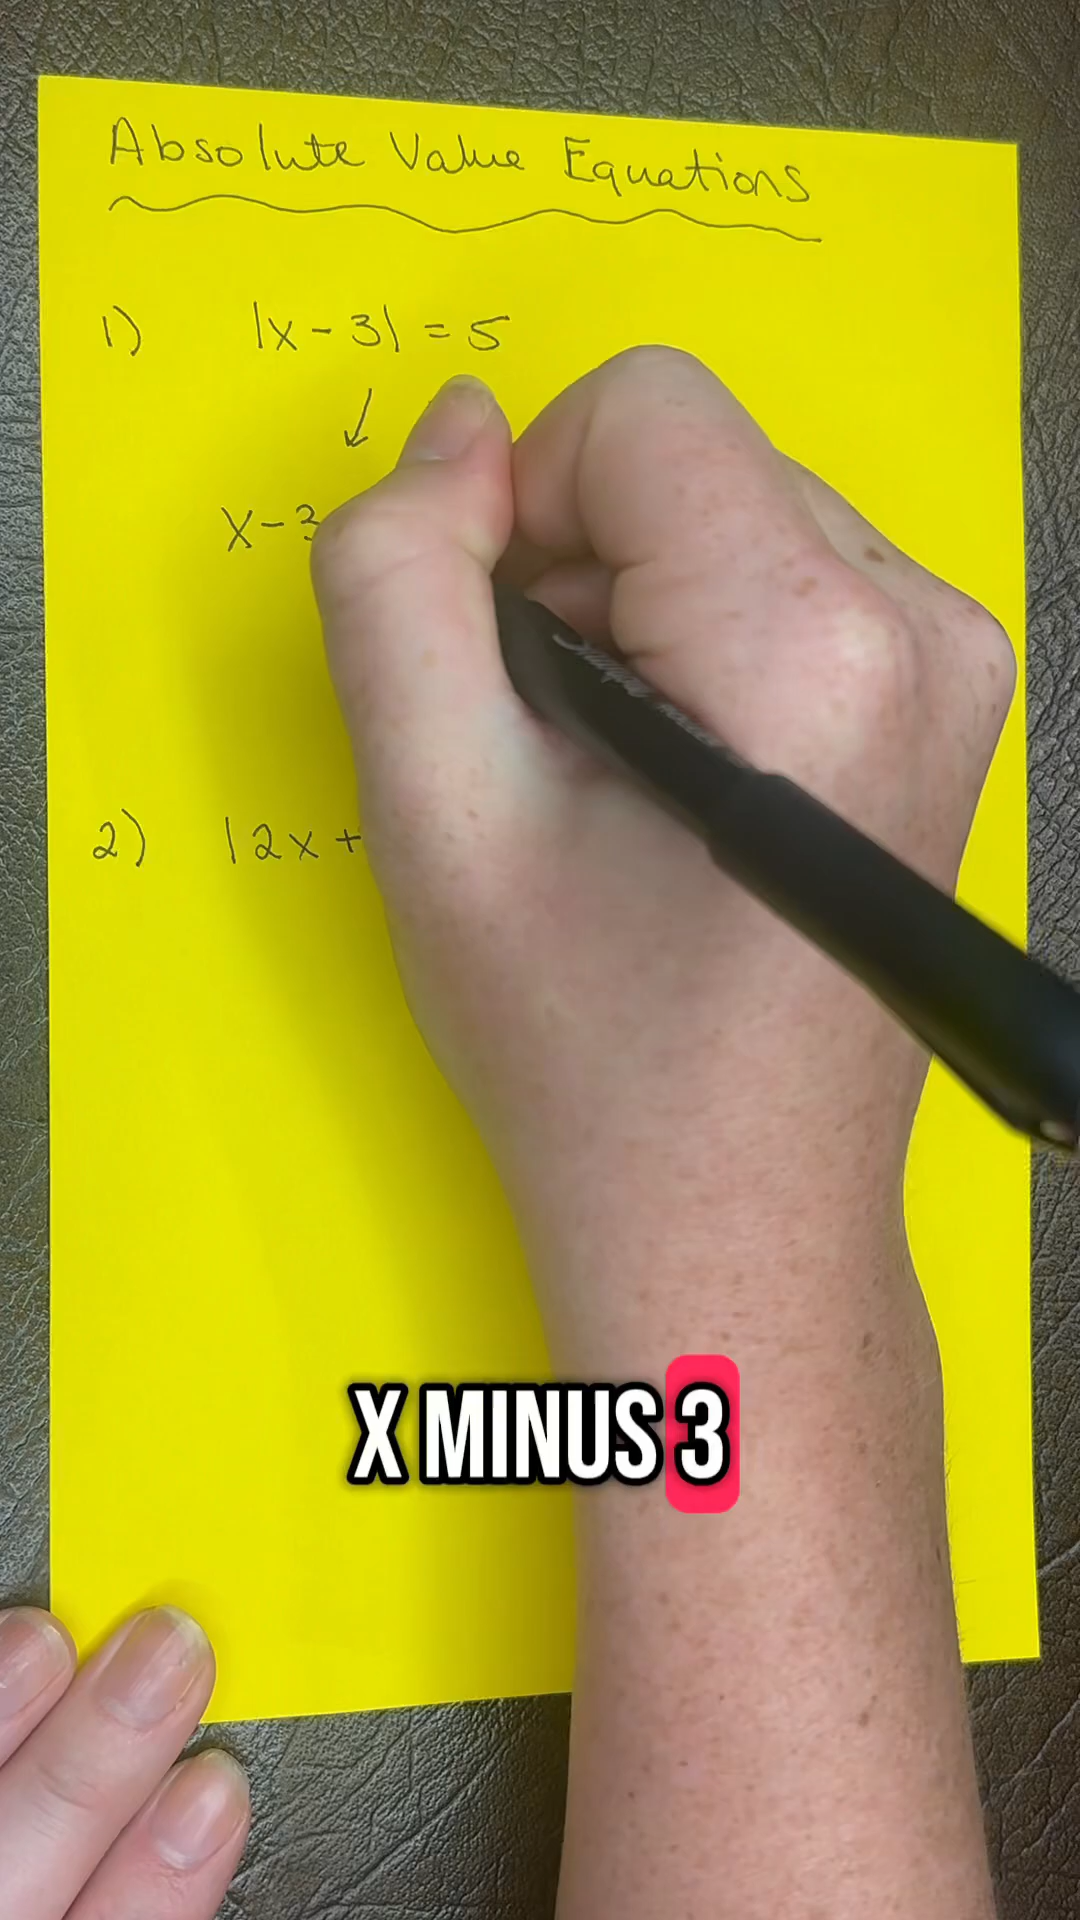 Absolute Value Equations
1) |x - 3| = 5
x - 3
2) |2x +
X MINUS 3